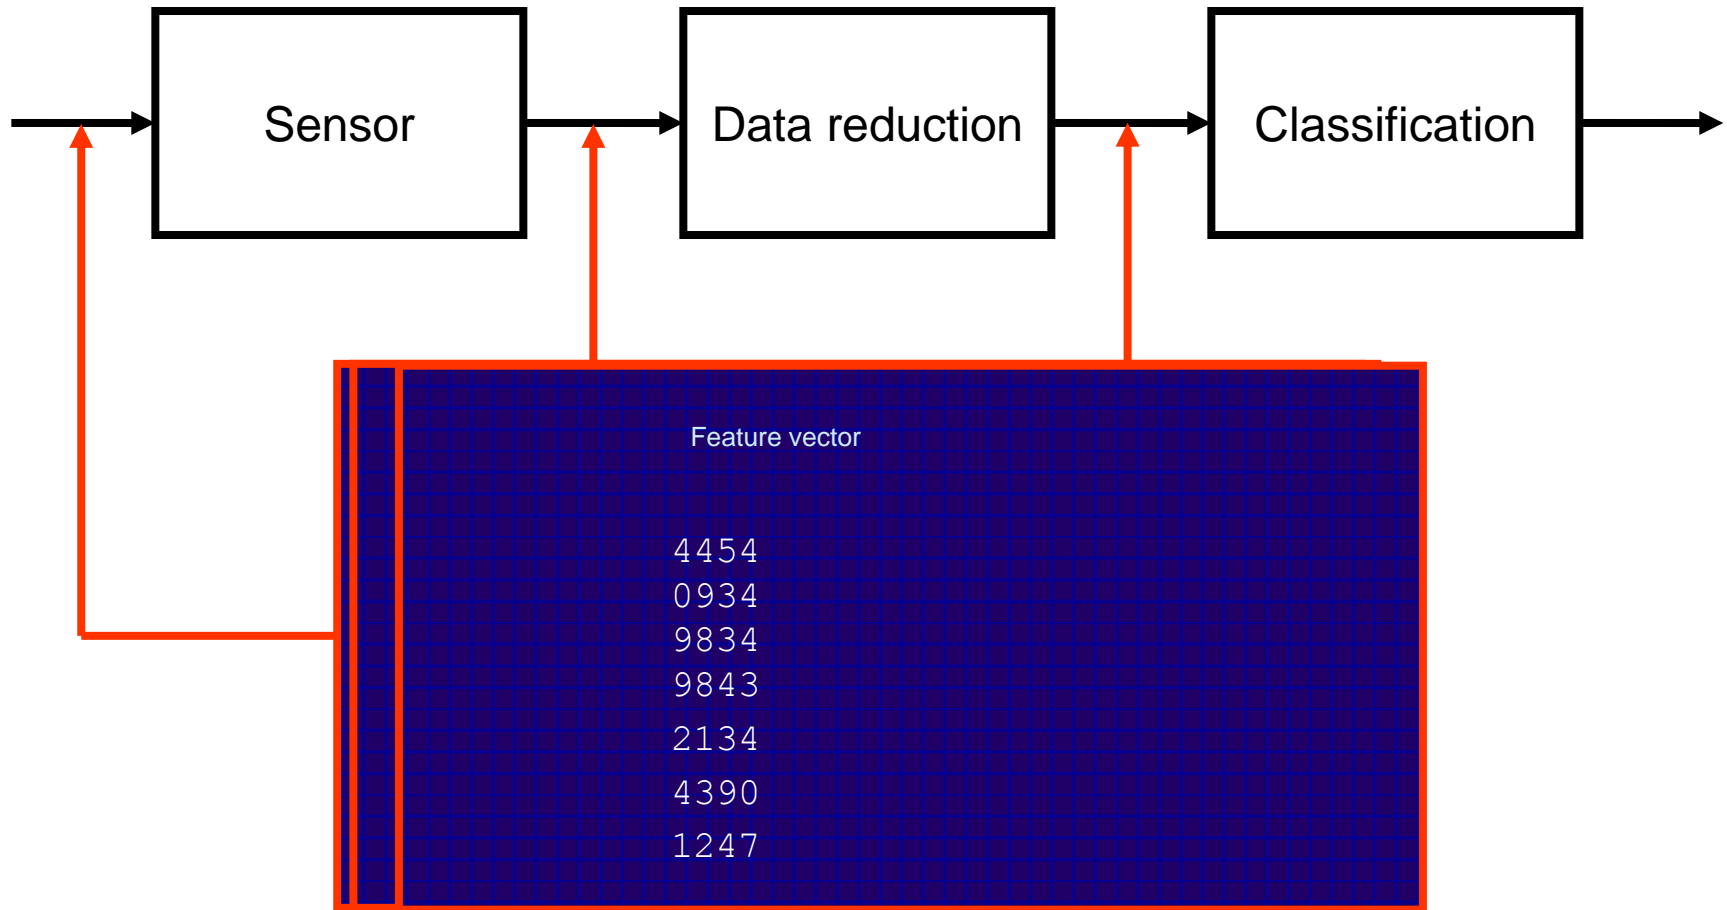 Sensor
Data reduction
Classification
Feature vector
4454
0934
9834
9843
2134
4390
1247